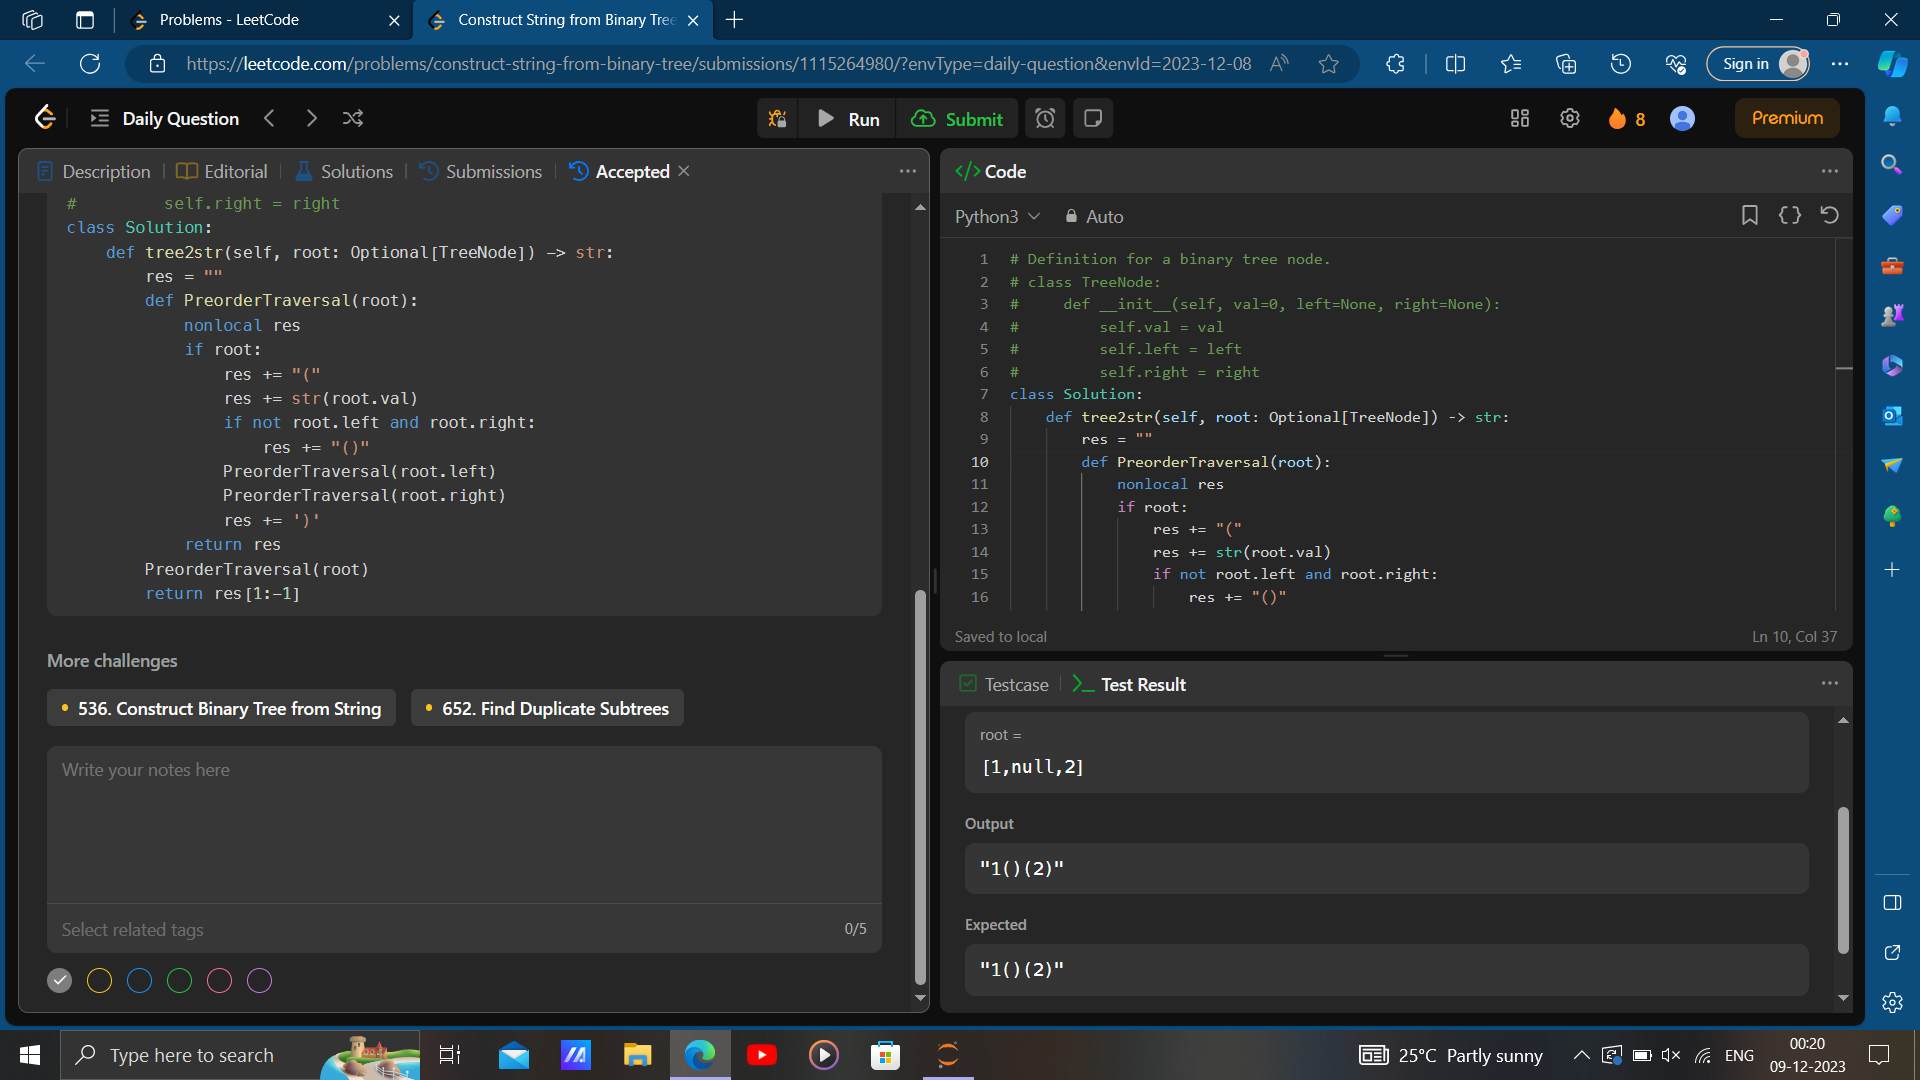 Problems - LeetCode
Construct String from Binary Tree
https://leetcode.com/problems/construct-string-from-binary-tree/submissions/1115264980/?envType=daily-question&envId=2023-12-08
Sign in
Daily Question
Run
Submit
8
Premium
Description
Editorial
Solutions
Submissions
Accepted
#         self.right = right
class Solution:
    def tree2str(self, root: Optional[TreeNode]) -> str:
        res = ""
        def PreorderTraversal(root):
            nonlocal res
            if root:
                res += "("
                res += str(root.val)
                if not root.left and root.right:
                    res += "()"
                PreorderTraversal(root.left)
                PreorderTraversal(root.right)
                res += ')'
            return res
        PreorderTraversal(root)
        return res[1:-1]
More challenges
536. Construct Binary Tree from String
652. Find Duplicate Subtrees
Write your notes here
Select related tags
0/5
</> Code
Python3
Auto
1 # Definition for a binary tree node.
2 # class TreeNode:
3 #     def __init__(self, val=0, left=None, right=None):
4 #         self.val = val
5 #         self.left = left
6 #         self.right = right
7 class Solution:
8     def tree2str(self, root: Optional[TreeNode]) -> str:
9         res = ""
10         def PreorderTraversal(root):
11             nonlocal res
12             if root:
13                 res += "("
14                 res += str(root.val)
15                 if not root.left and root.right:
16                     res += "()"
Saved to local
Ln 10, Col 37
Testcase
Test Result
root =
[1,null,2]
Output
"1()(2)"
Expected
"1()(2)"
Type here to search
25°C Partly sunny
ENG
00:20
09-12-2023